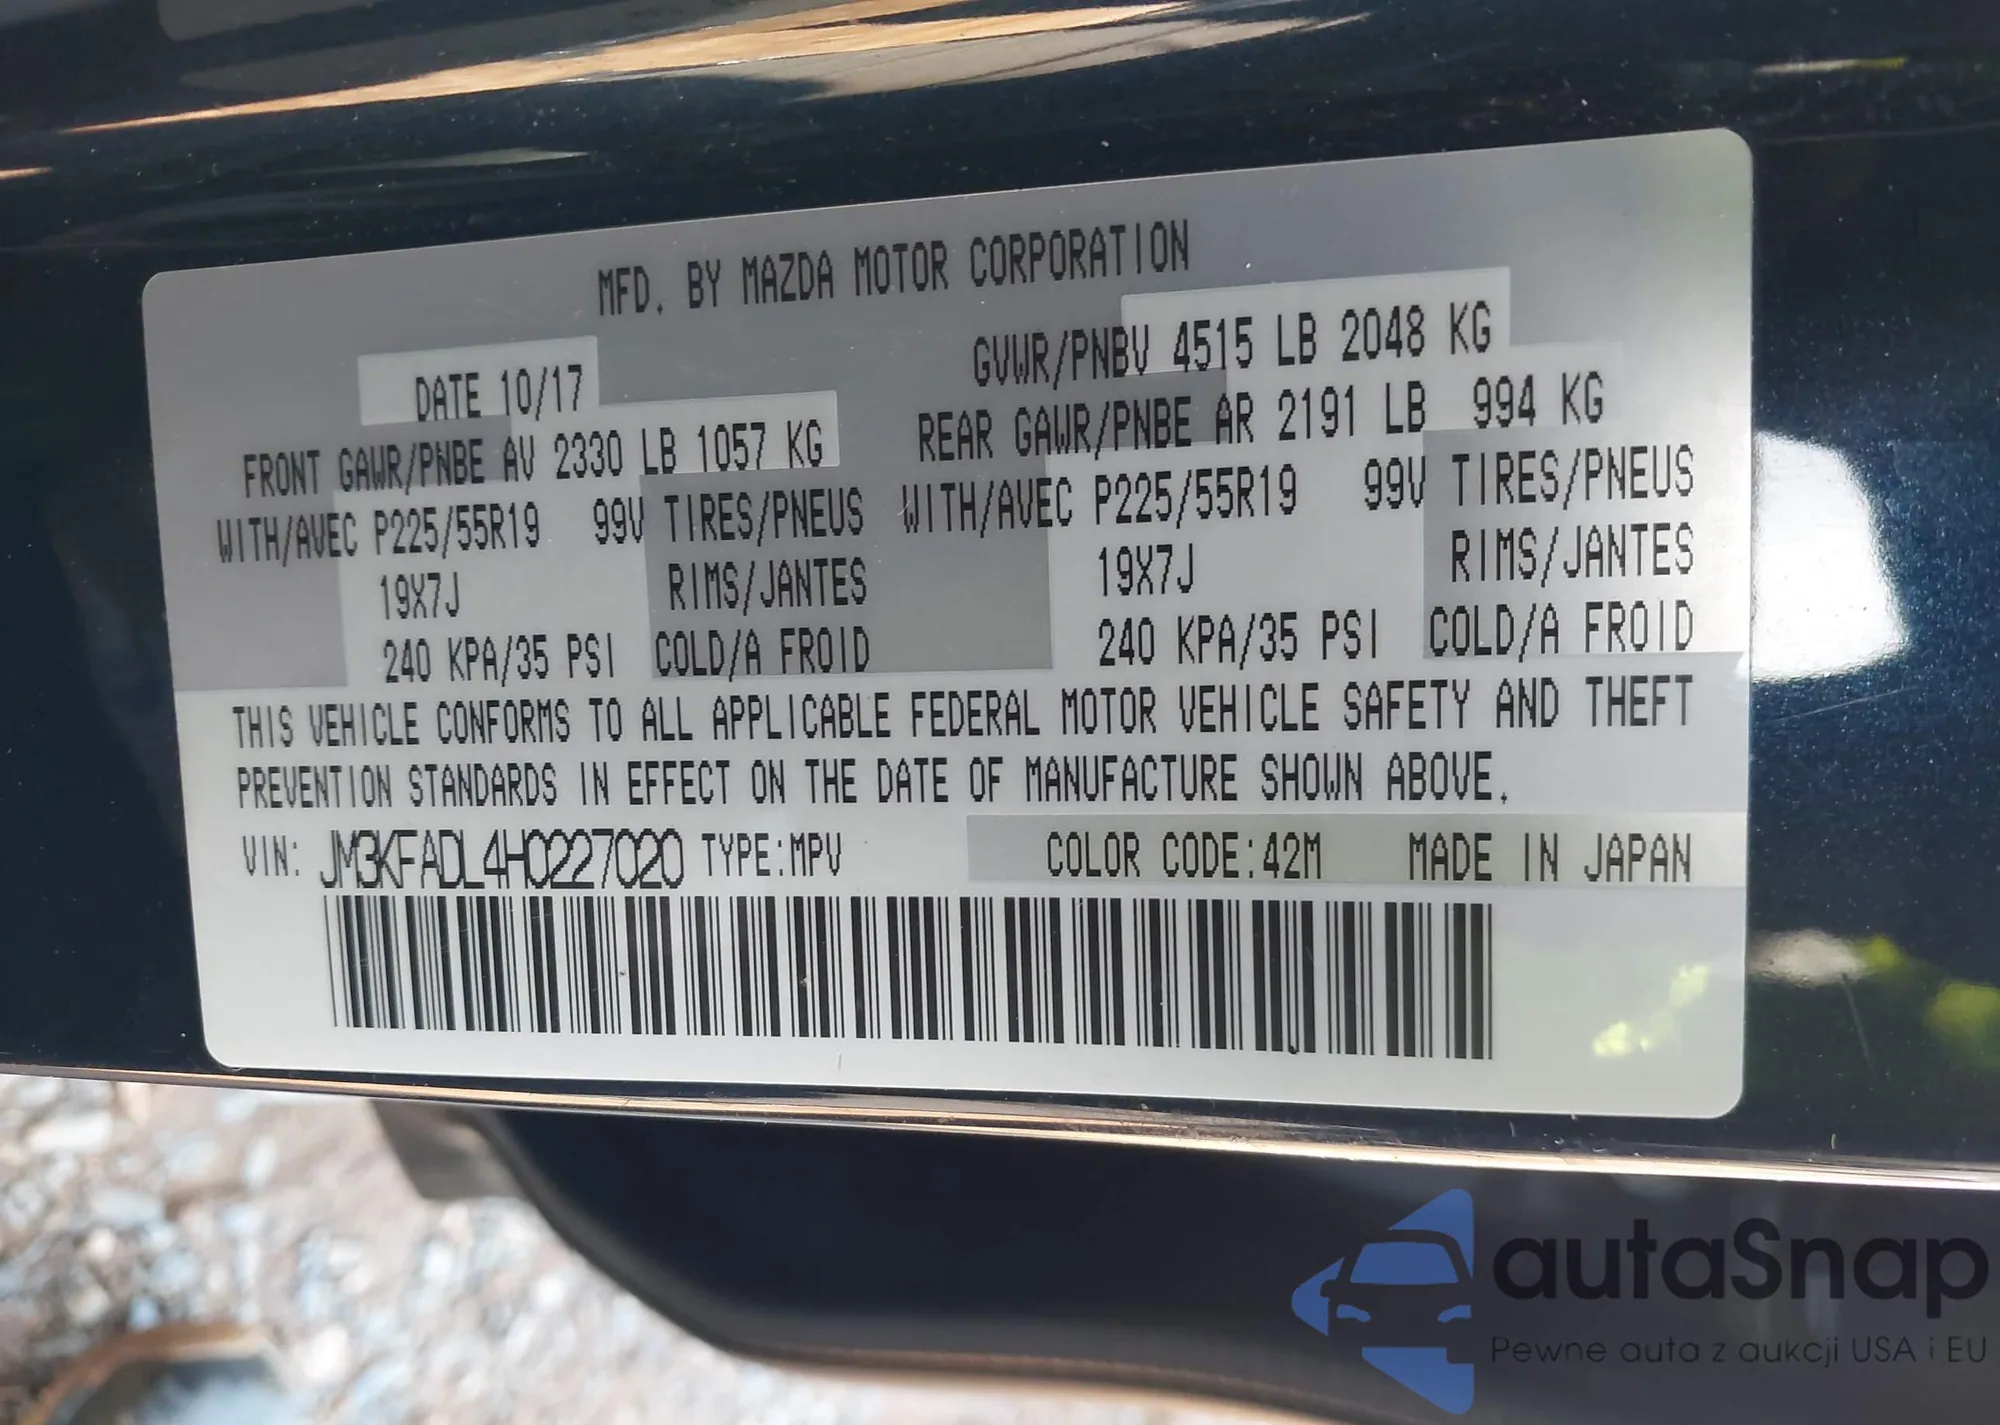 MFD. BY MAZDA MOTOR CORPORATION
DATE 10/17
GVWR/PNBV 4515 LB 2048 KG
FRONT GAWR/PNBE AV 2330 LB 1057 KG
REAR GAWR/PNBE AR 2191 LB 994 KG
WITH/AVEC P225/55R19 99V TIRES/PNEUS
WITH/AVEC P225/55R19 99V TIRES/PNEUS
19X7J RIMS/JANTES
19X7J RIMS/JANTES
240 KPA/35 PSI COLD/A FROID
240 KPA/35 PSI COLD/A FROID
THIS VEHICLE CONFORMS TO ALL APPLICABLE FEDERAL MOTOR VEHICLE SAFETY AND THEFT
PREVENTION STANDARDS IN EFFECT ON THE DATE OF MANUFACTURE SHOWN ABOVE.
VIN: JM3KFADL4H0227020 TYPE:MPV COLOR CODE:42M MADE IN JAPAN
autaSnap
Pewne auta z aukcji USA i EU